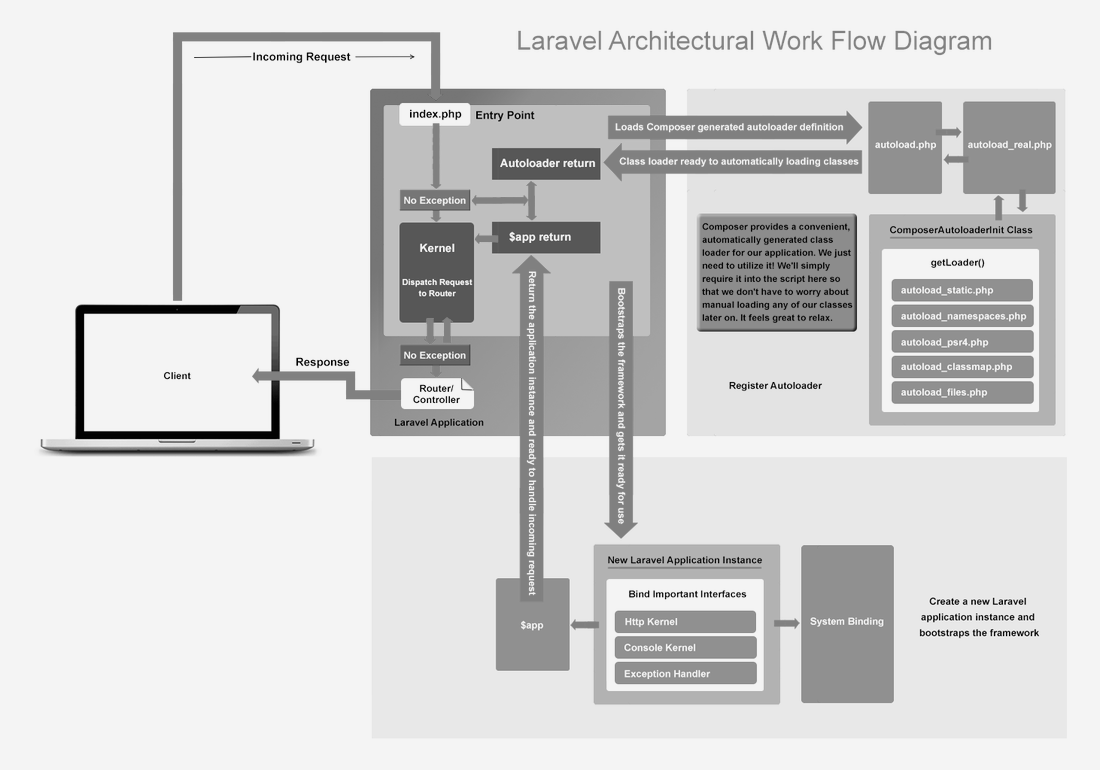 Laravel Architectural Work Flow Diagram
Incoming Request
index.php
Entry Point
Loads Composer generated autoloader definition
Class loader ready to automatically loading classes
autoload.php
autoload_real.php
Autoloader return
No Exception
$app return
Kernel
Dispatch Request
to Router
No Exception
Router/
Controller
Laravel Application
Response
Client
Composer provides a convenient,
automatically generated class
loader for our application. We just
need to utilize it! We'll simply
require it into the script here so
that we don't have to worry about
manual loading any of our classes
later on. It feels great to relax.
Register Autoloader
ComposerAutoloaderInit Class
getLoader()
autoload_static.php
autoload_namespaces.php
autoload_psr4.php
autoload_classmap.php
autoload_files.php
Return the application instance and ready to handle incoming request
Bootstraps the framework and gets it ready for use
$app
New Laravel Application Instance
Bind Important Interfaces
Http Kernel
Console Kernel
Exception Handler
System Binding
Create a new Laravel
application instance and
bootstraps the framework